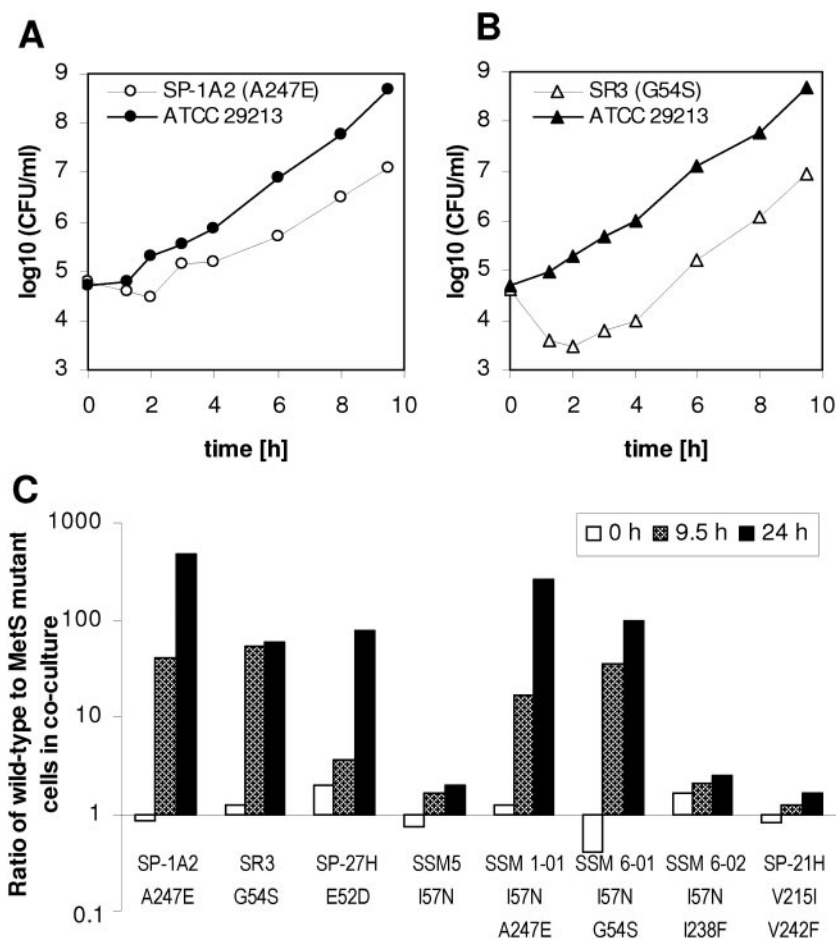 A
9
8
7
6
5
4
3
SP-1A2 (A247E)
ATCC 29213
log10 (CFU/ml)
0 2 4 6 8 10
time [h]
B
9
8
7
6
5
4
3
SR3 (G54S)
ATCC 29213
log10 (CFU/ml)
0 2 4 6 8 10
time [h]
C
Ratio of wild-type to MetS mutant
cells in co-culture
1000
100
10
1
0.1
0 h 9.5 h 24 h
SP-1A2 SR3 SP-27H SSM5 SSM 1-01 SSM 6-01 SSM 6-02 SP-21H
A247E G54S E52D I57N I57N I57N I57N V215I
A247E G54S I238F V242F